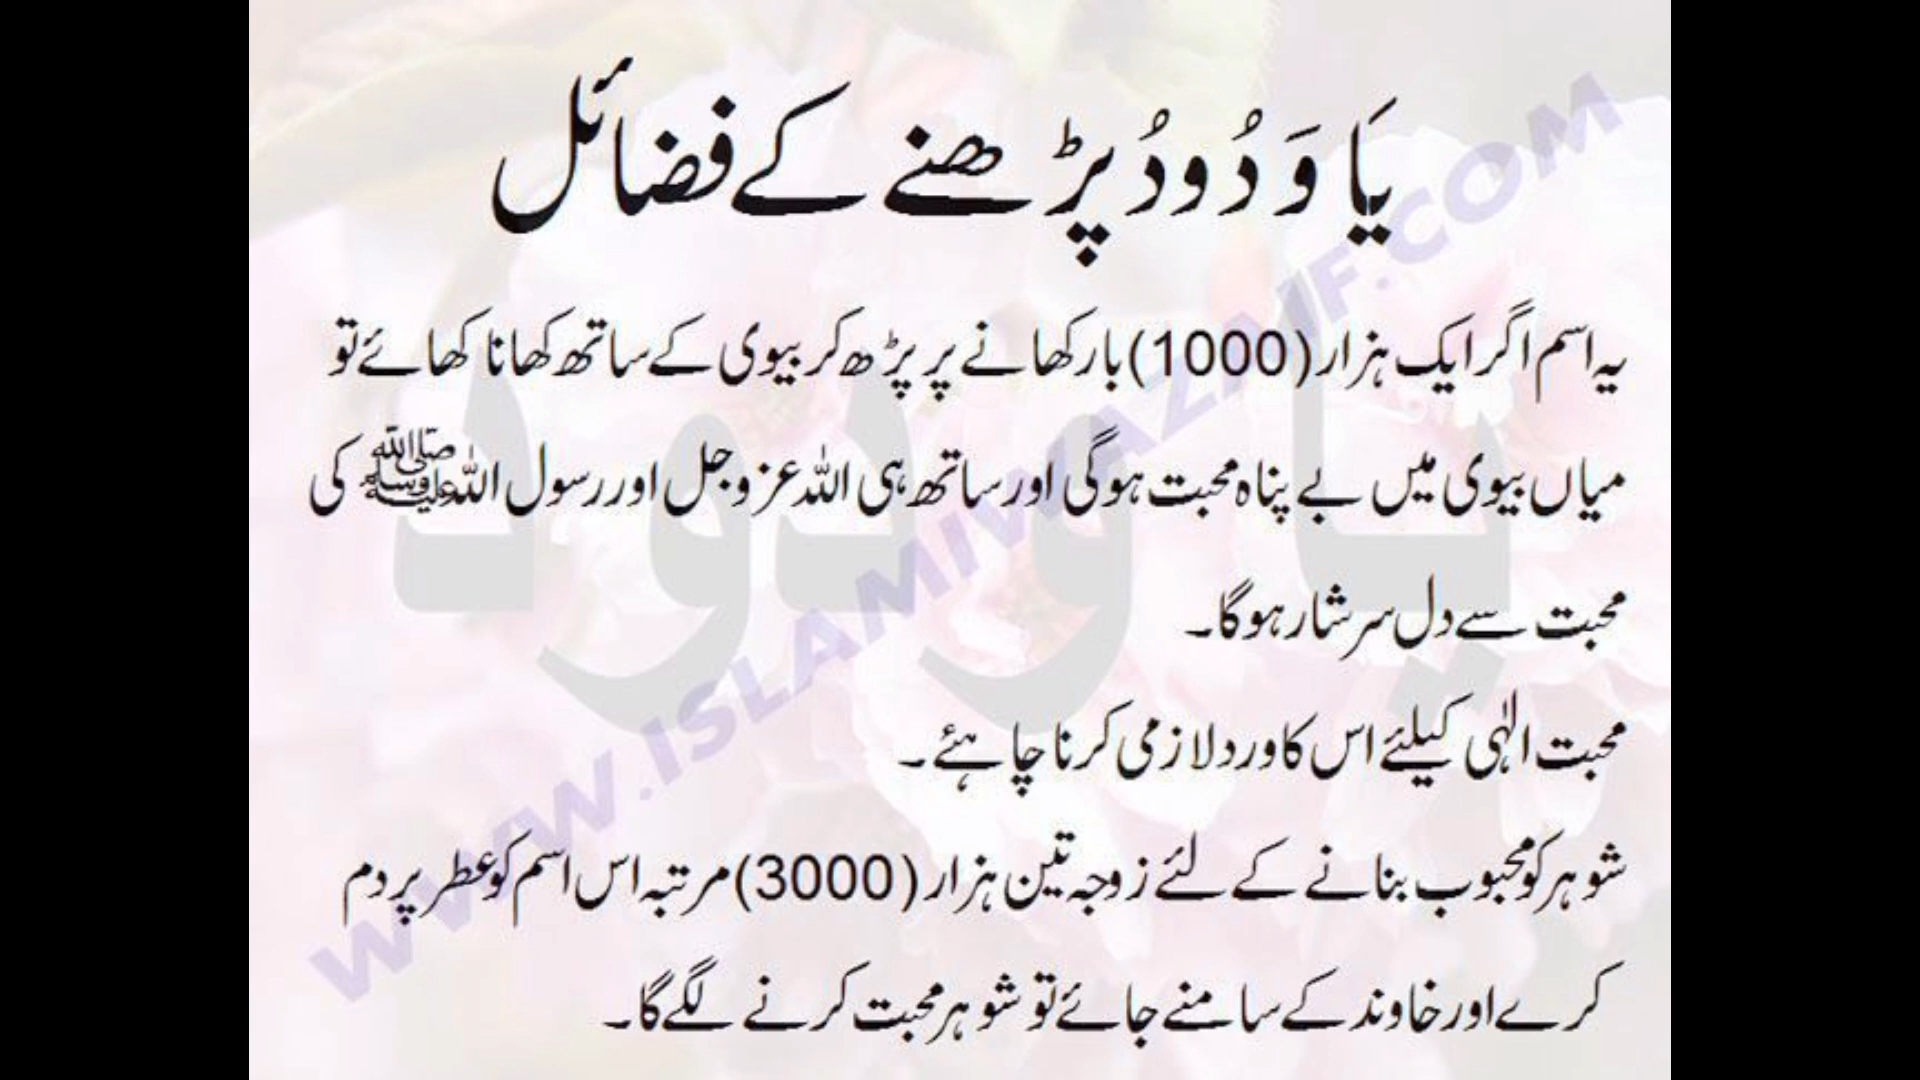 یَا وَدُودُ پڑھنے کے فضائل
یہ اسم اگر ایک ہزار (1000) بار کھانے پر پڑھ کر بیوی کے ساتھ کھانا کھائے تو
میاں بیوی میں بے پناہ محبت ہوگی اور ساتھ ہی اللہ عزوجل اور رسول اللہ ﷺ کی
محبت سے دل سرشار ہوگا۔
محبت الٰہی کیلئے اس کا ورد لازمی کرنا چاہئے۔
شوہر کو محبوب بنانے کے لئے زوجہ تین ہزار (3000) مرتبہ اس اسم کو عطر پر دم
کرے اور خاوند کے سامنے جائے تو شوہر محبت کرنے لگے گا۔
یا ودود
WWW.ISLAMIWAZAIF.COM